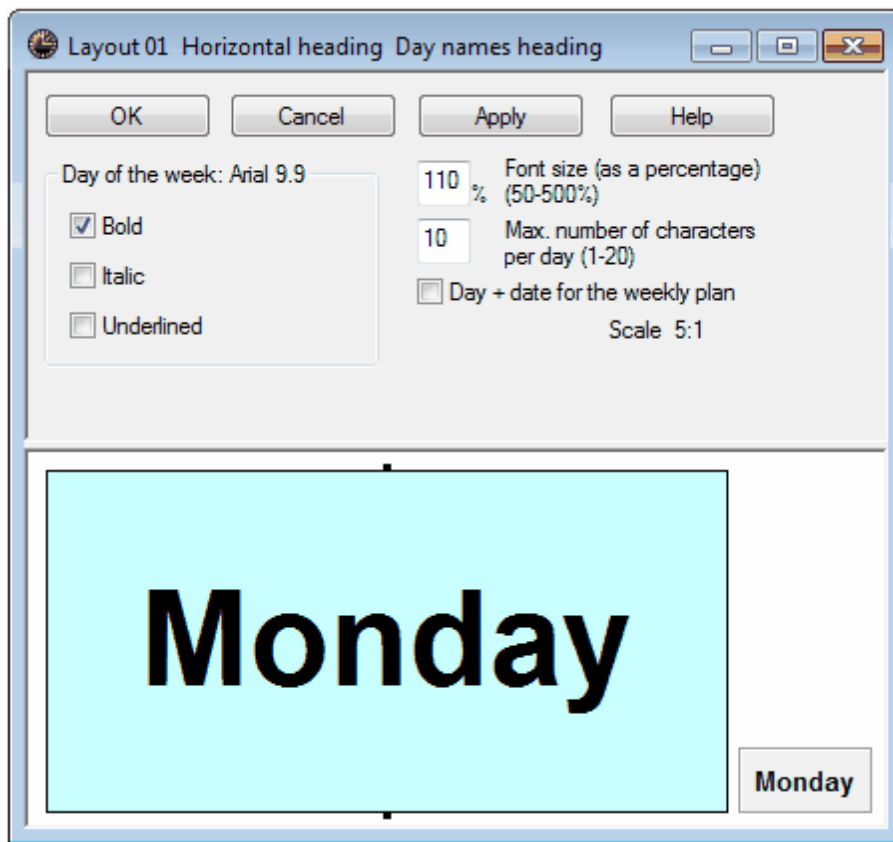 Layout 01  Horizontal heading  Day names heading
OK
Cancel
Apply
Help
Day of the week: Arial 9.9
Bold
Italic
Underlined
110 % Font size (as a percentage)
(50-500%)
10 Max. number of characters
per day (1-20)
Day + date for the weekly plan
Scale  5:1
Monday
Monday